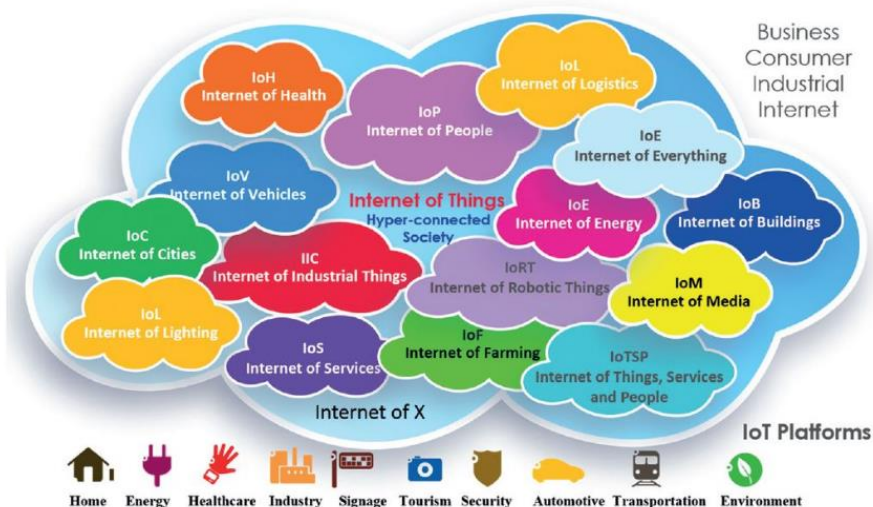 Business
Consumer
Industrial
Internet
IoH
Internet of Health
IoP
Internet of People
IoL
Internet of Logistics
IoE
Internet of Everything
IoV
Internet of Vehicles
Internet of Things
Hyper-connected
Society
IoE
Internet of Energy
IoB
Internet of Buildings
IoC
Internet of Cities
IIC
Internet of Industrial Things
IoRT
Internet of Robotic Things
IoM
Internet of Media
IoL
Internet of Lighting
IoS
Internet of Services
IoF
Internet of Farming
IoTSP
Internet of Things, Services
and People
Internet of X
IoT Platforms
Home Energy Healthcare Industry Signage Tourism Security Automotive Transportation Environment